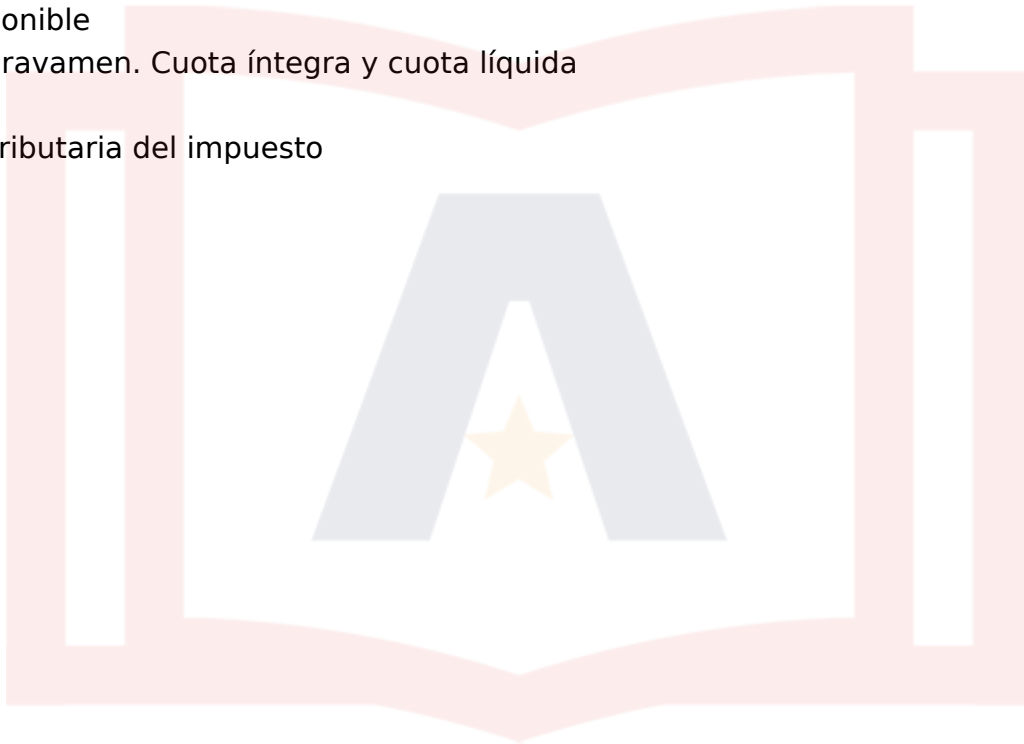 onible
ravamen. Cuota íntegra y cuota líquida
ributaria del impuesto